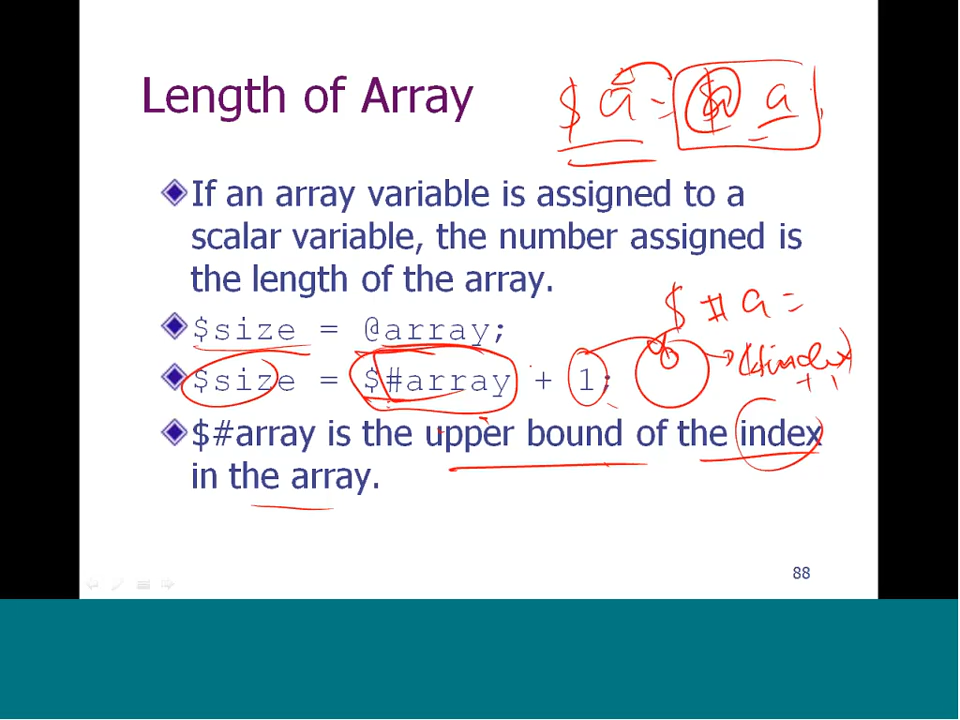 Length of Array
$ a = @ a ;
If an array variable is assigned to a
scalar variable, the number assigned is
the length of the array.
$size = @array;
$ # a =
$size = $#array + 1;
+ 1
$#array is the upper bound of the index
in the array.
88